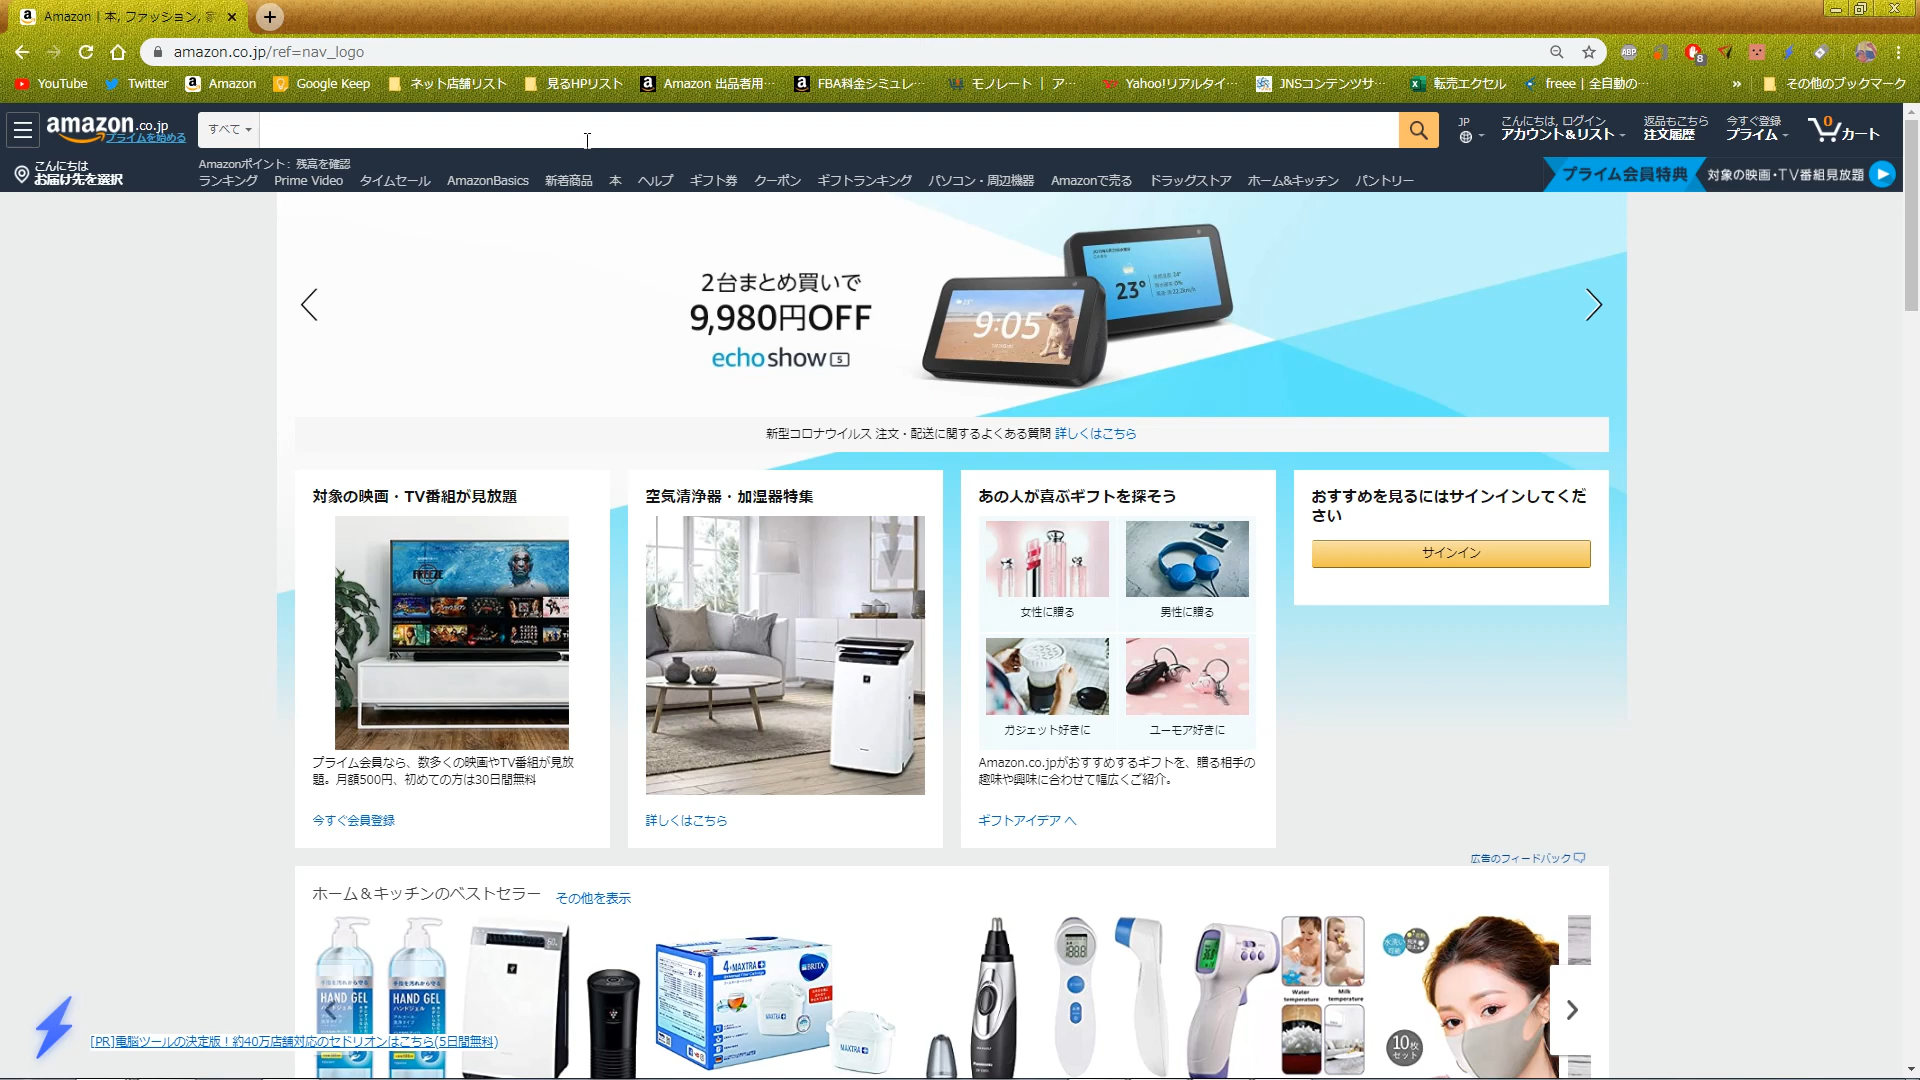 Amazon | 本, ファッション,
amazon.co.jp/ref=nav_logo
ABP
8
YouTube
Twitter
Amazon
Google Keep
ネット店舗リスト
見るHPリスト
Amazon 出品者用…
FBA料金シミュレ…
モノレート | ア…
Yahoo!リアルタイ…
JNSコンテンツサ…
転売エクセル
freee | 全自動の…
»
その他のブックマーク
amazon.co.jp
プライムを始める
すべて
JP
こんにちは, ログイン
アカウント&リスト
返品もこちら
注文履歴
今すぐ登録
プライム
0
カート
こんにちは
お届け先を選択
Amazonポイント: 残高を確認
ランキング
Prime Video
タイムセール
AmazonBasics
新着商品
本
ヘルプ
ギフト券
クーポン
ギフトランキング
パソコン・周辺機器
Amazonで売る
ドラッグストア
ホーム&キッチン
パントリー
プライム会員特典
対象の映画・TV番組見放題
2台まとめ買いで
9,980円OFF
echo show 5
9:05
23°
新型コロナウイルス 注文・配送に関するよくある質問 詳しくはこちら
対象の映画・TV番組が見放題
FREEZE
プライム会員なら、数多くの映画やTV番組が見放
題。月額500円、初めての方は30日間無料
今すぐ会員登録
空気清浄器・加湿器特集
詳しくはこちら
あの人が喜ぶギフトを探そう
女性に贈る
男性に贈る
ガジェット好きに
ユーモア好きに
Amazon.co.jpがおすすめするギフトを、贈る相手の
趣味や興味に合わせて幅広くご紹介。
ギフトアイデア へ
おすすめを見るにはサインインしてくだ
さい
サインイン
広告のフィードバック
ホーム＆キッチンのベストセラー
その他を表示
HAND GEL
HAND GEL
4×MAXTRA+
BRITA
MAXTRA+
MAXTRA+
Water
temperature
Milk
temperature
10枚
セット
[PR]電脳ツールの決定版！約40万店舗対応のセドリオンはこちら(5日間無料)